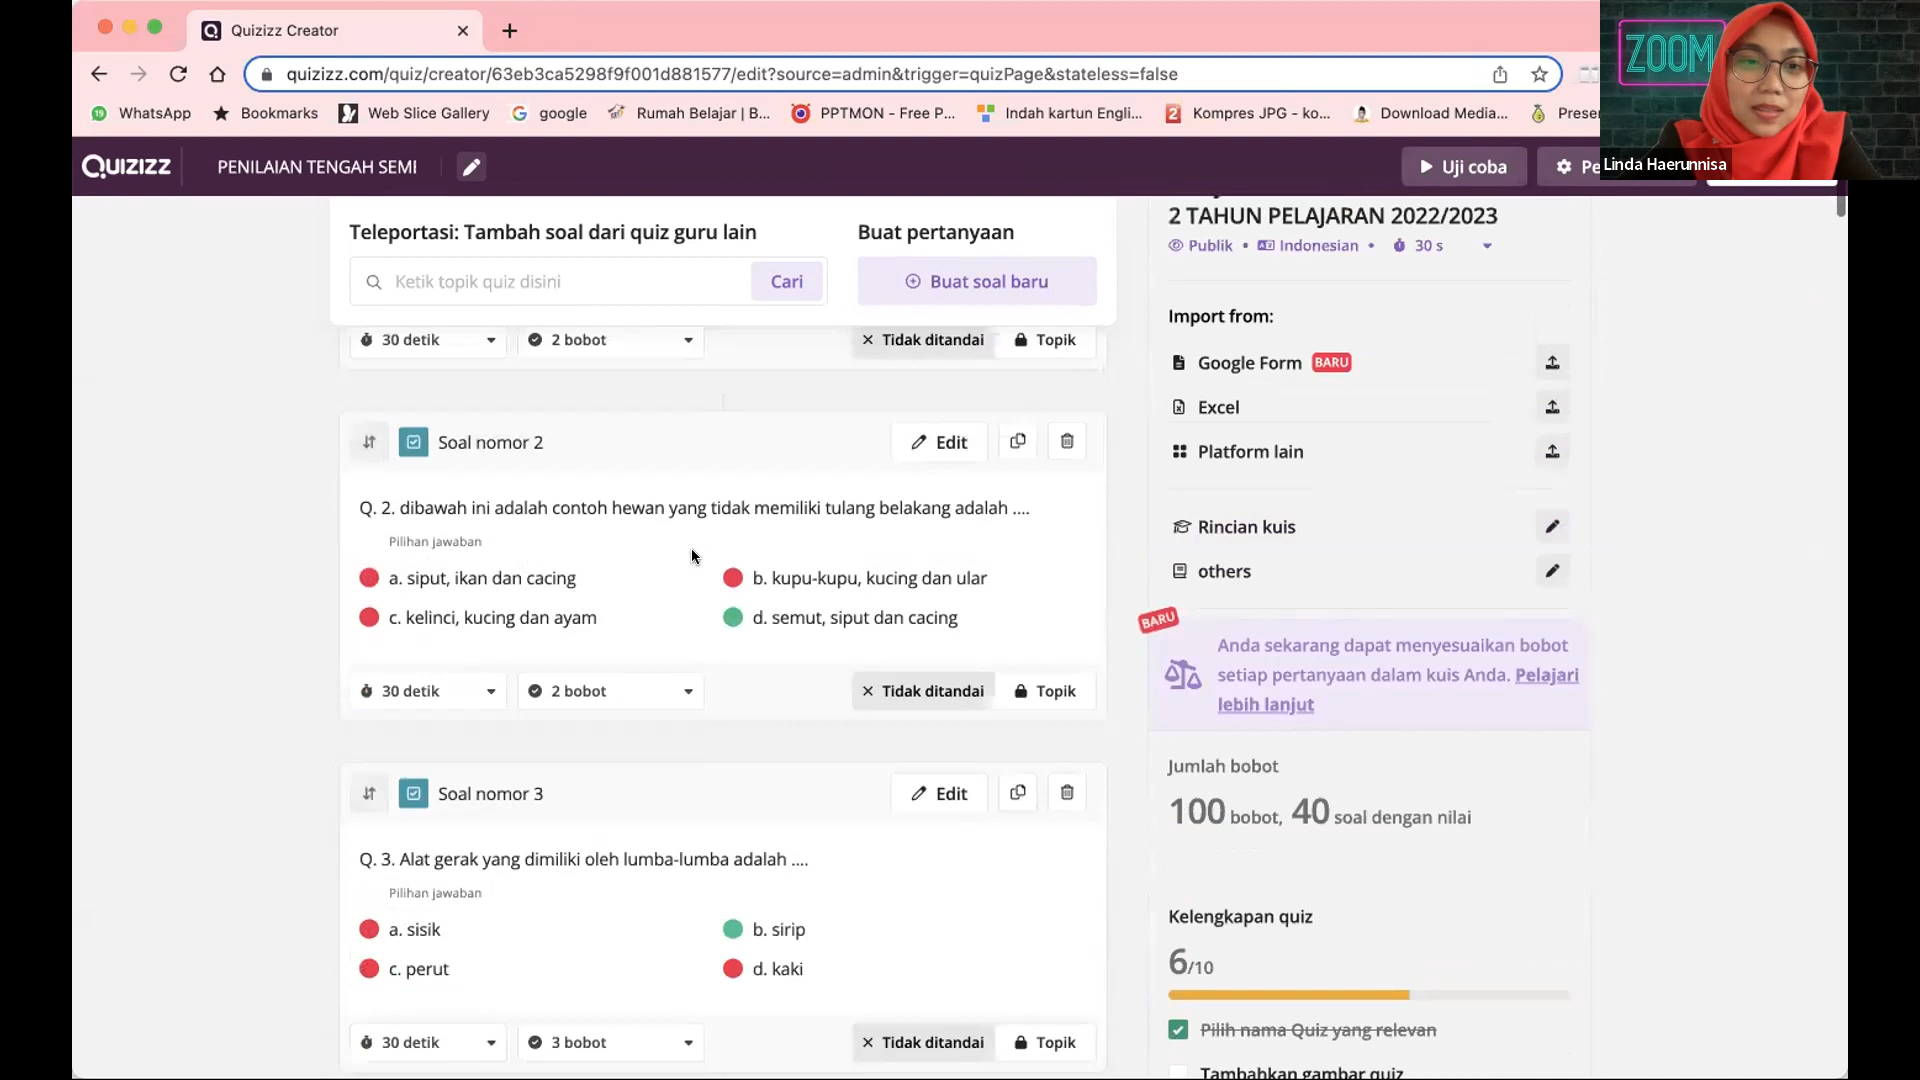 Quizizz Creator
quizizz.com/quiz/creator/63eb3ca5298f9f001d881577/edit?source=admin&trigger=quizPage&stateless=false
WhatsApp
Bookmarks
Web Slice Gallery
google
Rumah Belajar | B...
PPTMON - Free P...
Indah kartun Engli...
Kompres JPG - ko...
Download Media...
ZOOM
Linda Haerunnisa
Quizizz
PENILAIAN TENGAH SEMI
Uji coba
Teleportasi: Tambah soal dari quiz guru lain
Buat pertanyaan
Ketik topik quiz disini
Cari
Buat soal baru
30 detik
2 bobot
Tidak ditandai
Topik
Soal nomor 2
Edit
Q. 2. dibawah ini adalah contoh hewan yang tidak memiliki tulang belakang adalah ....
Pilihan jawaban
a. siput, ikan dan cacing
b. kupu-kupu, kucing dan ular
c. kelinci, kucing dan ayam
d. semut, siput dan cacing
30 detik
2 bobot
Tidak ditandai
Topik
Soal nomor 3
Edit
Q. 3. Alat gerak yang dimiliki oleh lumba-lumba adalah ....
Pilihan jawaban
a. sisik
b. sirip
c. perut
d. kaki
30 detik
3 bobot
Tidak ditandai
Topik
2 TAHUN PELAJARAN 2022/2023
Publik • Indonesian • 30 s
Import from:
Google Form BARU
Excel
Platform lain
Rincian kuis
others
BARU
Anda sekarang dapat menyesuaikan bobot
setiap pertanyaan dalam kuis Anda. Pelajari
lebih lanjut
Jumlah bobot
100 bobot, 40 soal dengan nilai
Kelengkapan quiz
6/10
Pilih nama Quiz yang relevan
Tambahkan gambar quiz